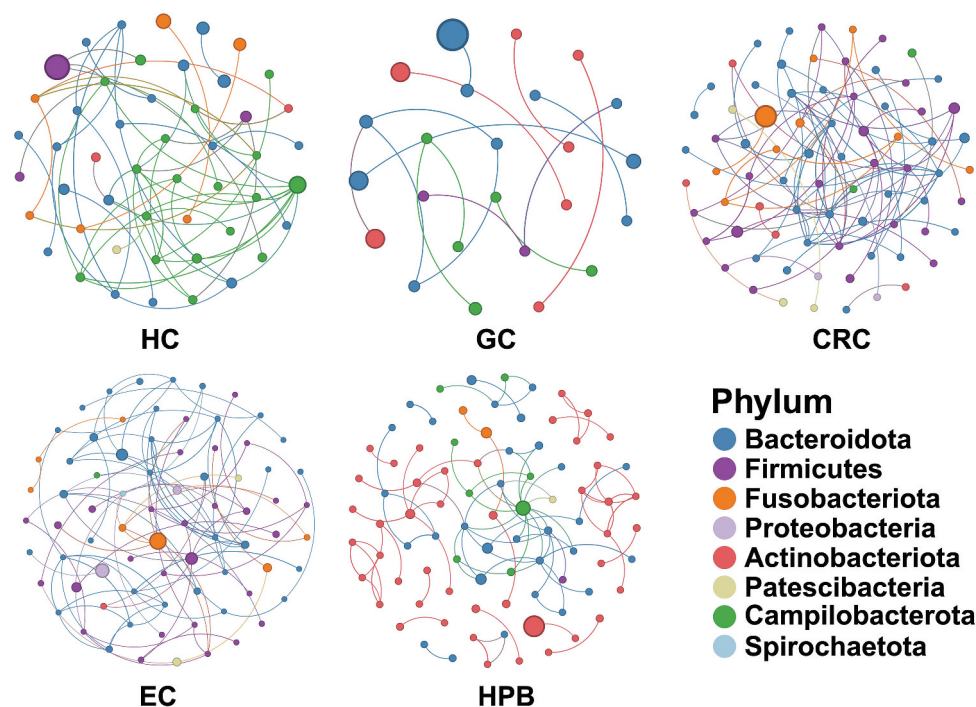 HC
GC
CRC
EC
HPB
Phylum
Bacteroidota
Firmicutes
Fusobacteriota
Proteobacteria
Actinobacteriota
Patescibacteria
Campilobacterota
Spirochaetota